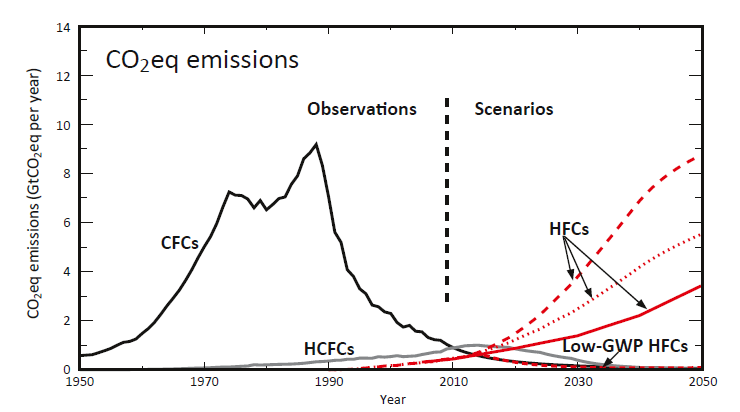 CO₂eq emissions
Observations
Scenarios
CFCs
HCFCs
HFCs
Low-GWP HFCs
CO₂eq emissions (GtCO₂eq per year)
14
12
10
8
6
4
2
0
1950
1970
1990
2010
2030
2050
Year